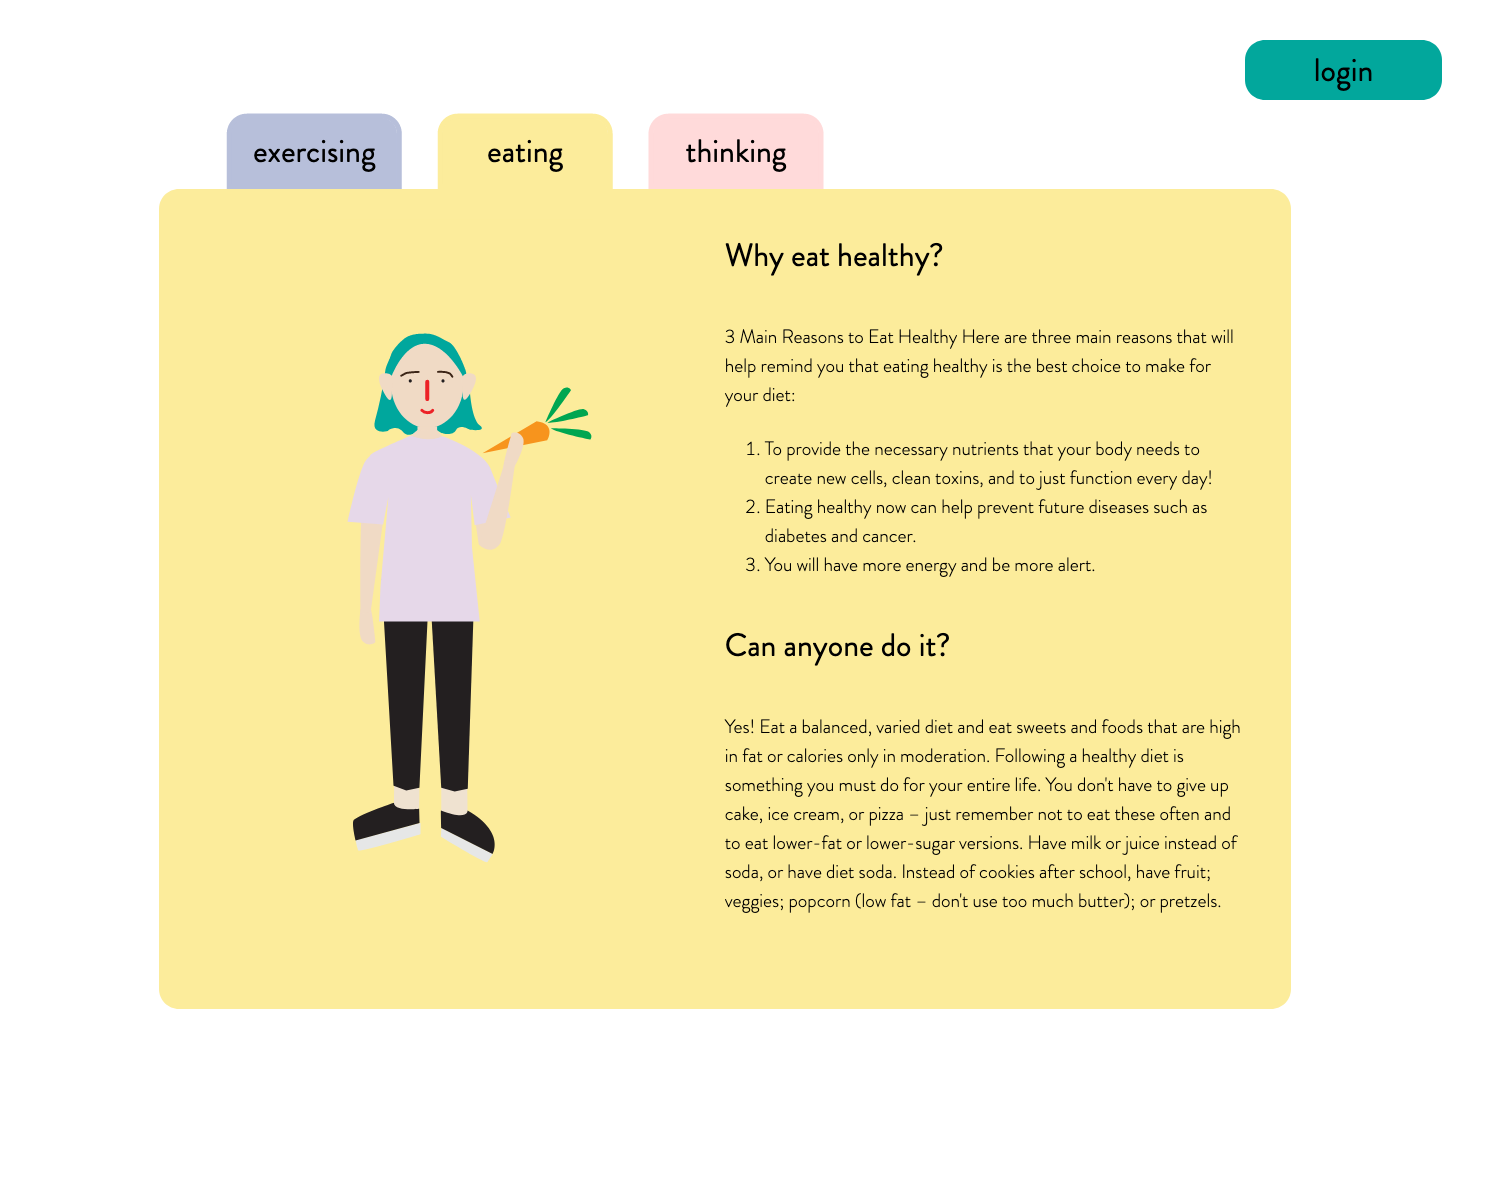 login
exercising
eating
thinking
Why eat healthy?
3 Main Reasons to Eat Healthy Here are three main reasons that will
help remind you that eating healthy is the best choice to make for
your diet:
1. To provide the necessary nutrients that your body needs to
create new cells, clean toxins, and to just function every day!
2. Eating healthy now can help prevent future diseases such as
diabetes and cancer.
3. You will have more energy and be more alert.
Can anyone do it?
Yes! Eat a balanced, varied diet and eat sweets and foods that are high
in fat or calories only in moderation. Following a healthy diet is
something you must do for your entire life. You don't have to give up
cake, ice cream, or pizza – just remember not to eat these often and
to eat lower-fat or lower-sugar versions. Have milk or juice instead of
soda, or have diet soda. Instead of cookies after school, have fruit;
veggies; popcorn (low fat – don't use too much butter); or pretzels.